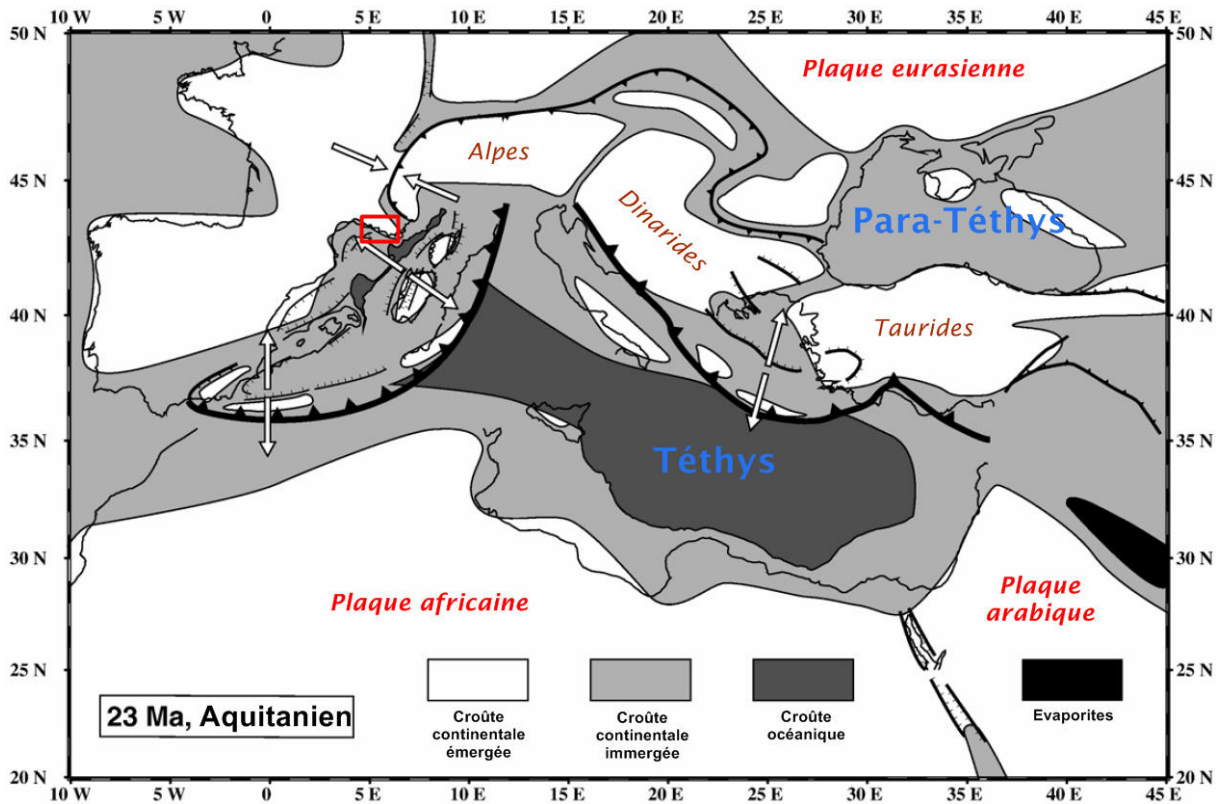 10 W 5 W 0 5 E 10 E 15 E 20 E 25 E 30 E 35 E 40 E 45 E
50 N 50 N
Plaque eurasienne
Alpes
45 N 45 N
Dinarides
Para-Téthys
40 N 40 N
Taurides
35 N 35 N
Téthys
30 N 30 N
Plaque africaine
Plaque
arabique
25 N 25 N
23 Ma, Aquitanien
Croûte
continentale
émergée
Croûte
continentale
immergée
Croûte
océanique
Evaporites
20 N 20 N
10 W 5 W 0 5 E 10 E 15 E 20 E 25 E 30 E 35 E 40 E 45 E